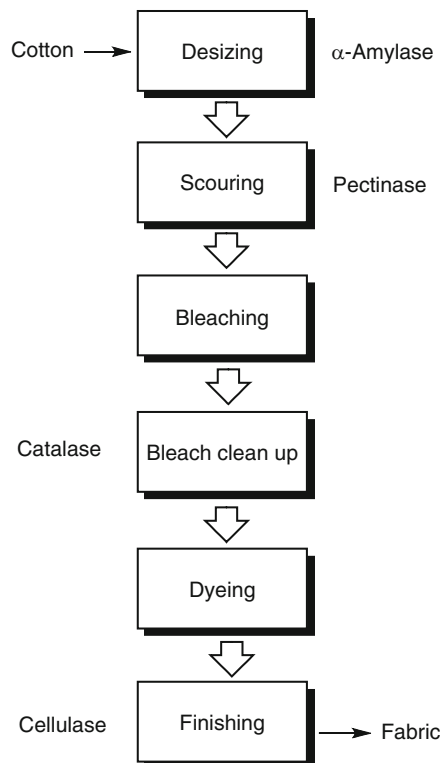 Cotton
Desizing
α-Amylase
Scouring
Pectinase
Bleaching
Catalase
Bleach clean up
Dyeing
Cellulase
Finishing
Fabric